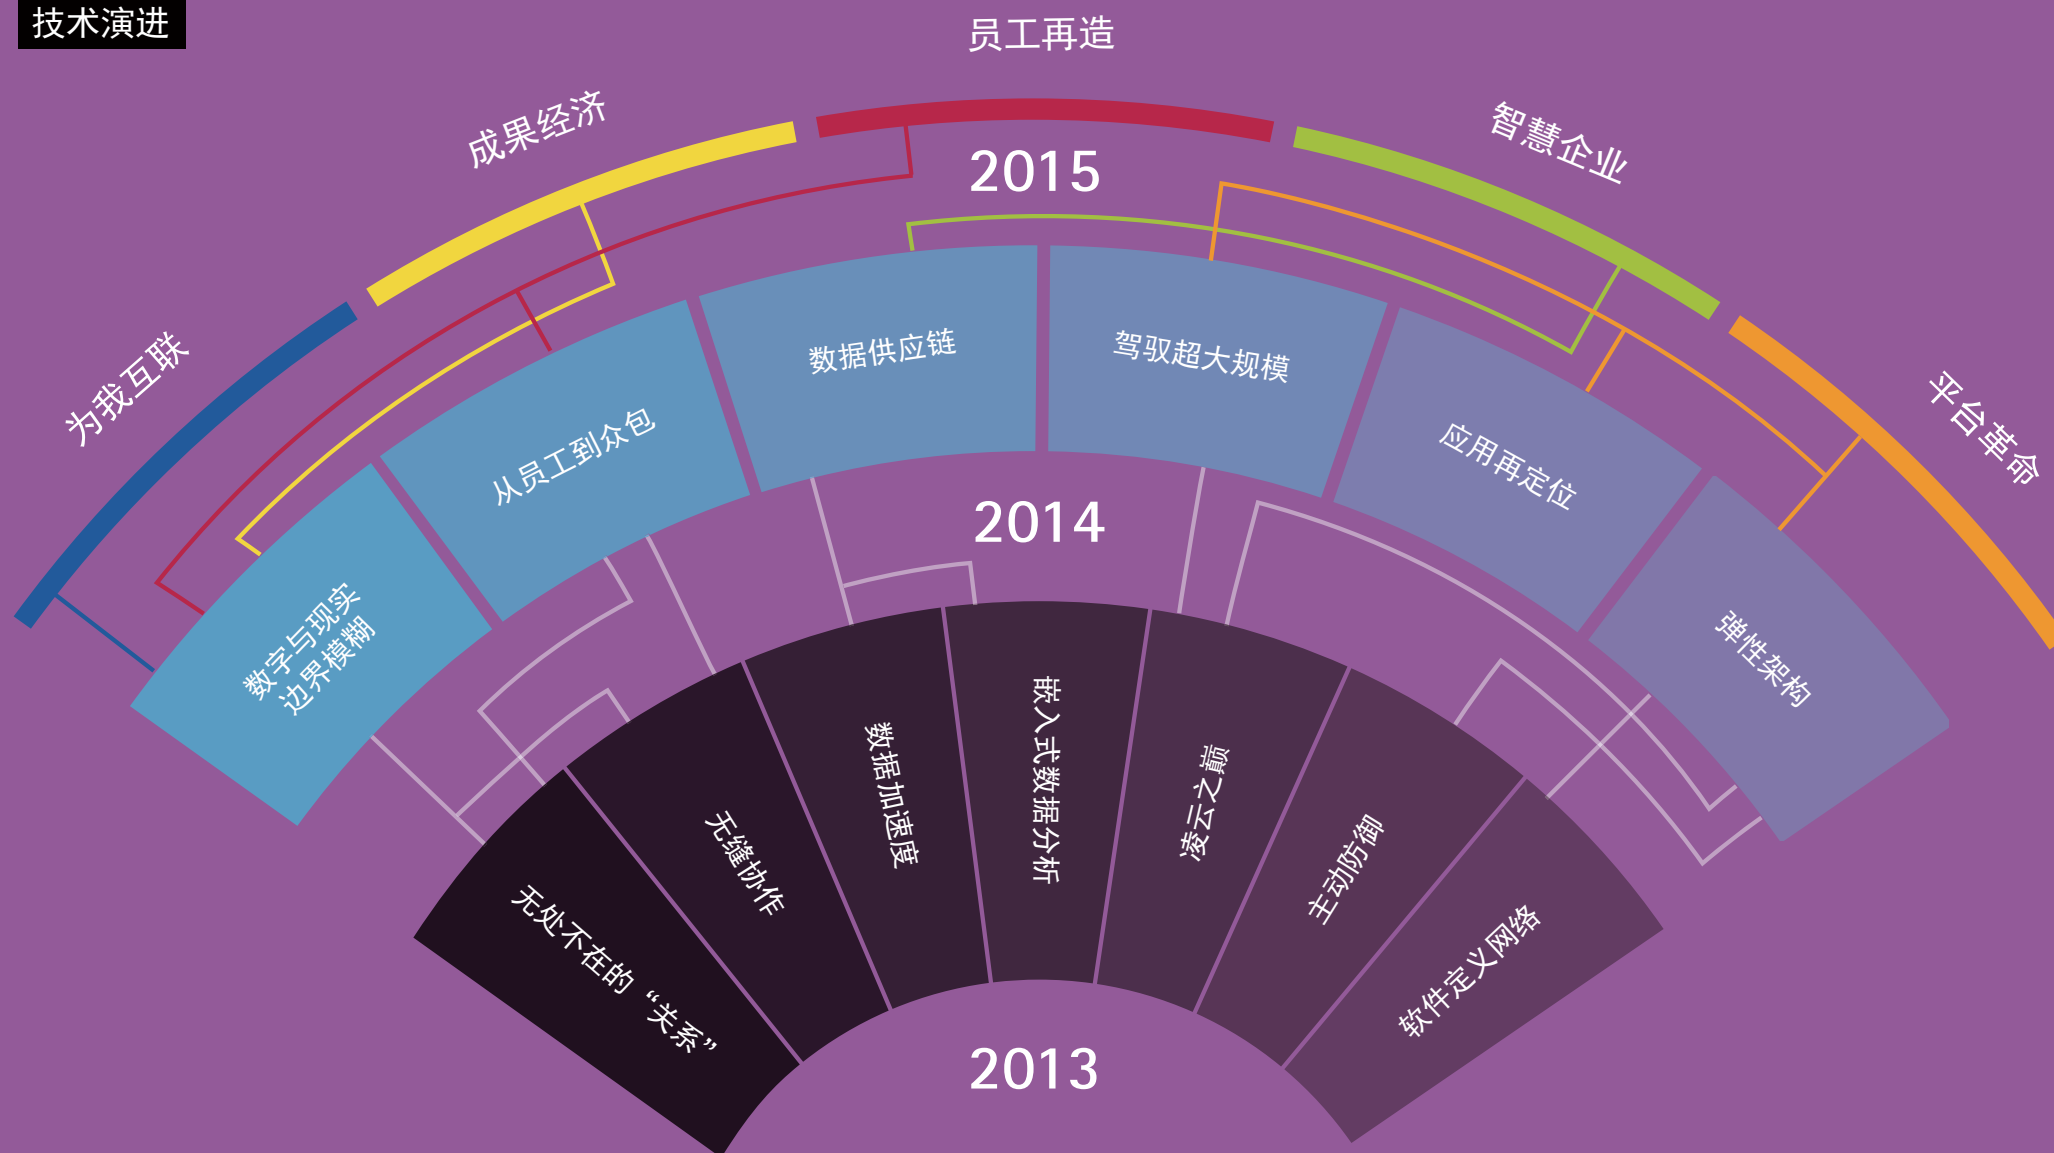 技术演进
为我互联
成果经济
员工再造
智慧企业
平台革命
2015
数字与现实
边界模糊
从员工到众包
数据供应链
驾驭超大规模
应用再定位
弹性架构
2014
无处不在的“关系”
无缝协作
数据加速度
嵌入式数据分析
凌云之巅
主动防御
软件定义网络
2013